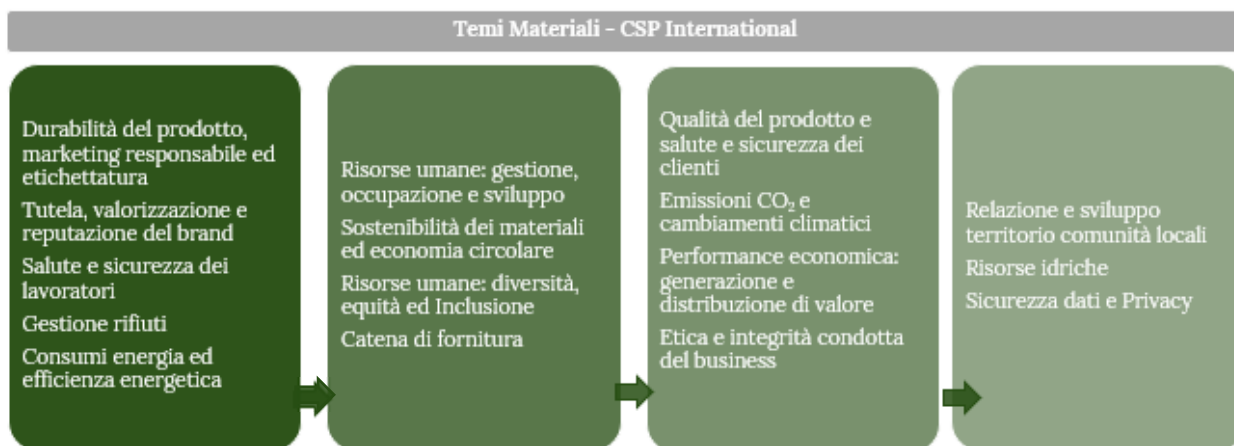 Temi Materiali - CSP International
Durabilità del prodotto,
marketing responsabile ed
etichettatura
Tutela, valorizzazione e
reputazione del brand
Salute e sicurezza dei
lavoratori
Gestione rifiuti
Consumi energia ed
efficienza energetica
Risorse umane: gestione,
occupazione e sviluppo
Sostenibilità dei materiali
ed economia circolare
Risorse umane: diversità,
equità ed Inclusione
Catena di fornitura
Qualità del prodotto e
salute e sicurezza dei
clienti
Emissioni CO₂ e
cambiamenti climatici
Performance economica:
generazione e
distribuzione di valore
Etica e integrità condotta
del business
Relazione e sviluppo
territorio comunità locali
Risorse idriche
Sicurezza dati e Privacy